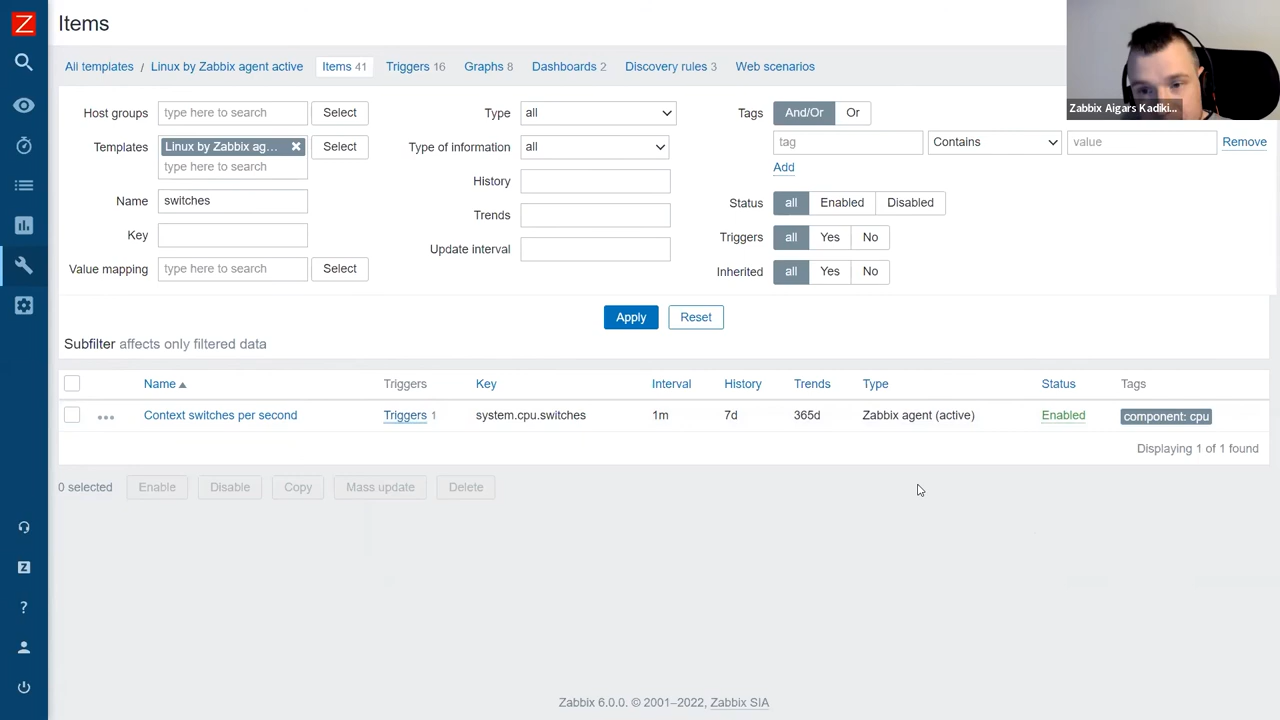 Z
Items
All templates / Linux by Zabbix agent active Items 41 Triggers 16 Graphs 8 Dashboards 2 Discovery rules 3 Web scenarios
Zabbix Aigars Kadiki...
Host groups type here to search Select Type all Tags And/Or Or
Templates Linux by Zabbix ag... Select Type of information all tag Contains value Remove
type here to search Add
Name switches History
Status all Enabled Disabled
Key Trends
Triggers all Yes No
Value mapping type here to search Select Update interval
Inherited all Yes No
Apply Reset
Subfilter affects only filtered data
Name Triggers Key Interval History Trends Type Status Tags
Context switches per second Triggers 1 system.cpu.switches 1m 7d 365d Zabbix agent (active) Enabled component: cpu
Displaying 1 of 1 found
0 selected Enable Disable Copy Mass update Delete
Z
?
Zabbix 6.0.0. © 2001–2022, Zabbix SIA